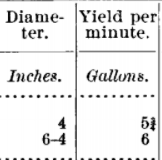 Diame- Yield per
ter. minute.
Inches. Gallons.
4 5¾
6-4 6